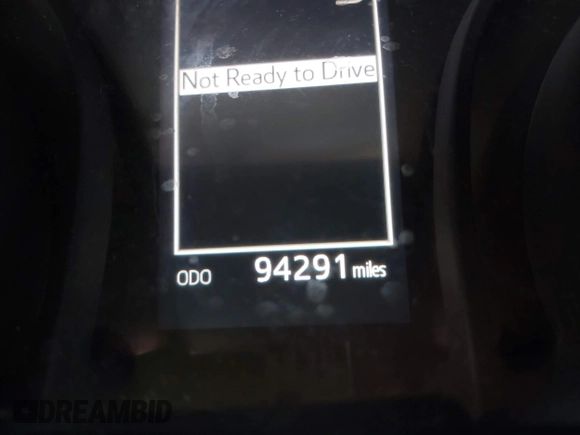 Not Ready to Drive
ODO 94291 miles
DREAMBID